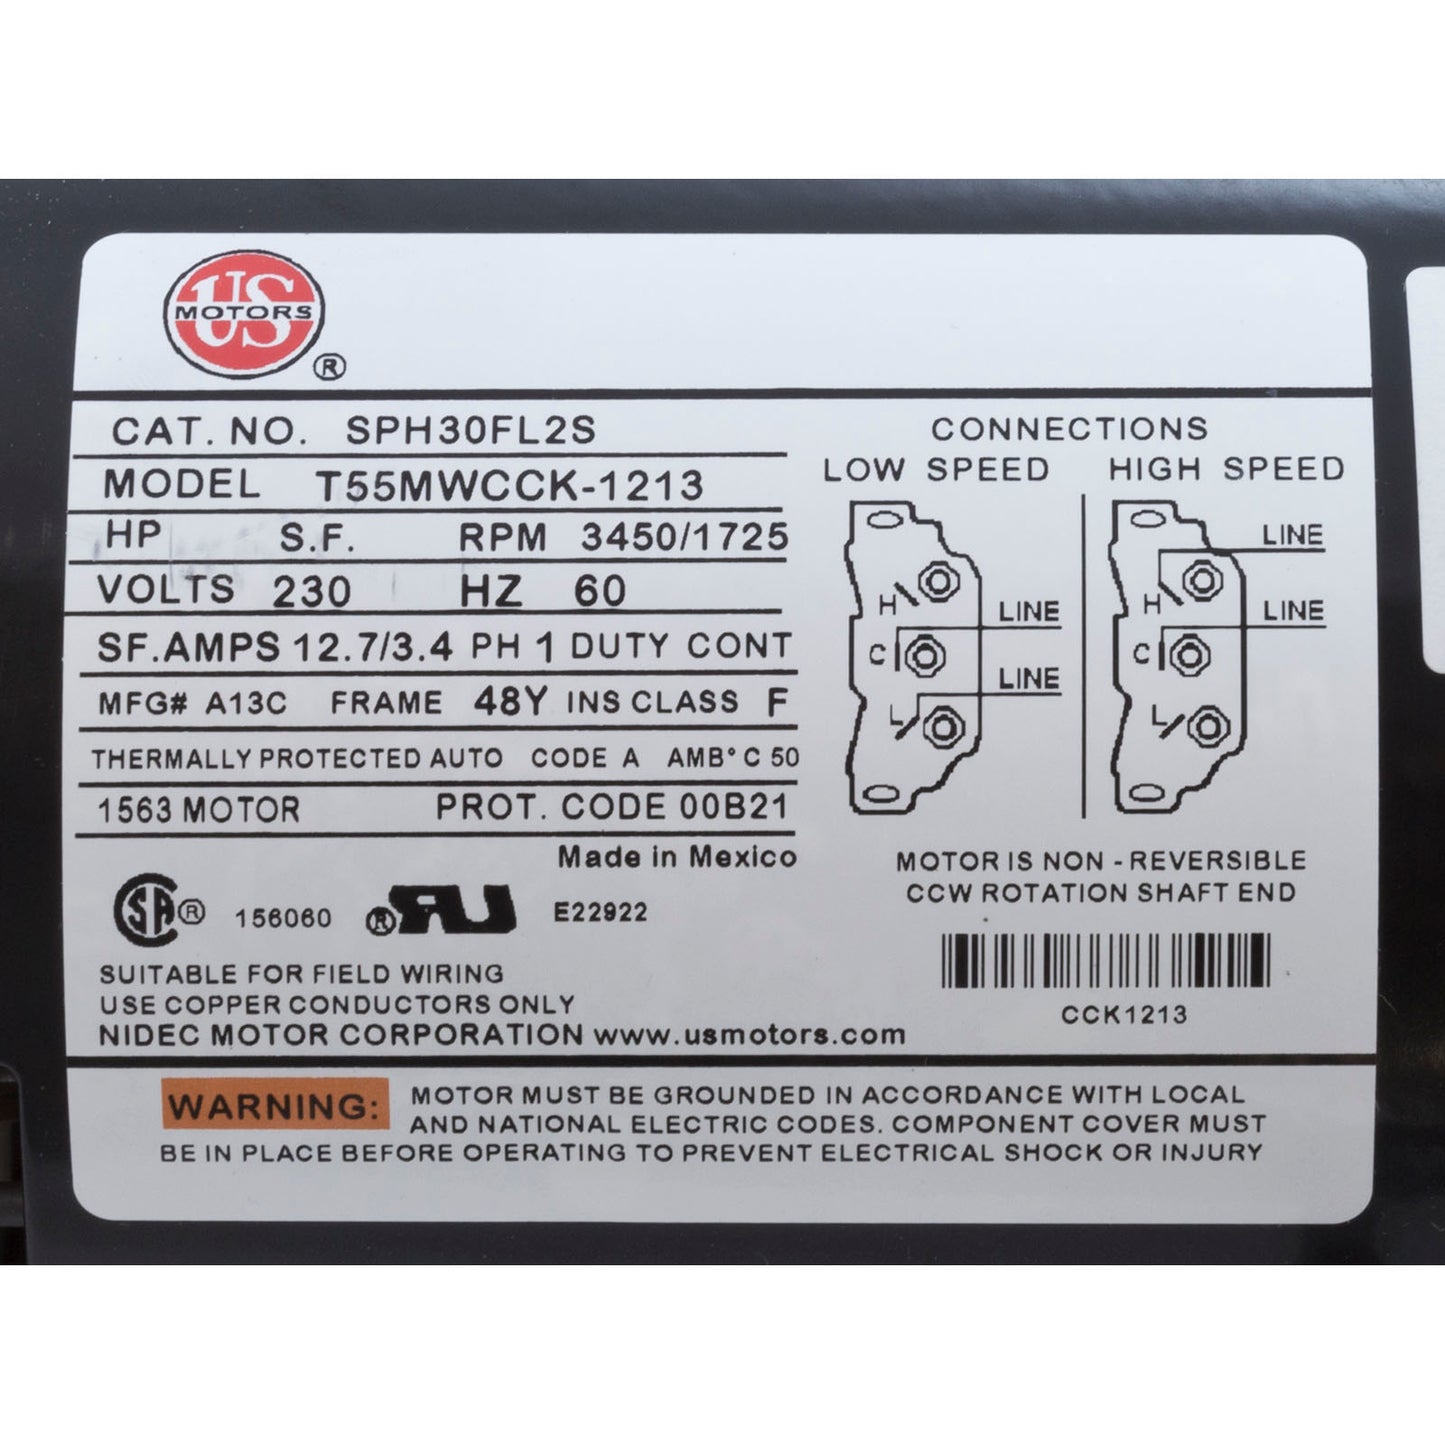 US
MOTORS
®
CAT. NO. SPH30FL2S
MODEL T55MWCCK-1213
HP S.F. RPM 3450/1725
VOLTS 230 HZ 60
SF.AMPS 12.7/3.4 PH 1 DUTY CONT
MFG# A13C FRAME 48Y INS CLASS F
THERMALLY PROTECTED AUTO CODE A AMB°C 50
1563 MOTOR PROT. CODE 00B21
Made in Mexico
SA ® 156060 ® RU E22922
SUITABLE FOR FIELD WIRING
USE COPPER CONDUCTORS ONLY
NIDEC MOTOR CORPORATION www.usmotors.com
CONNECTIONS
LOW SPEED HIGH SPEED
H
C
L
LINE
LINE
LINE
LINE
H
C
L
MOTOR IS NON - REVERSIBLE
CCW ROTATION SHAFT END
CCK1213
WARNING: MOTOR MUST BE GROUNDED IN ACCORDANCE WITH LOCAL
AND NATIONAL ELECTRIC CODES. COMPONENT COVER MUST
BE IN PLACE BEFORE OPERATING TO PREVENT ELECTRICAL SHOCK OR INJURY